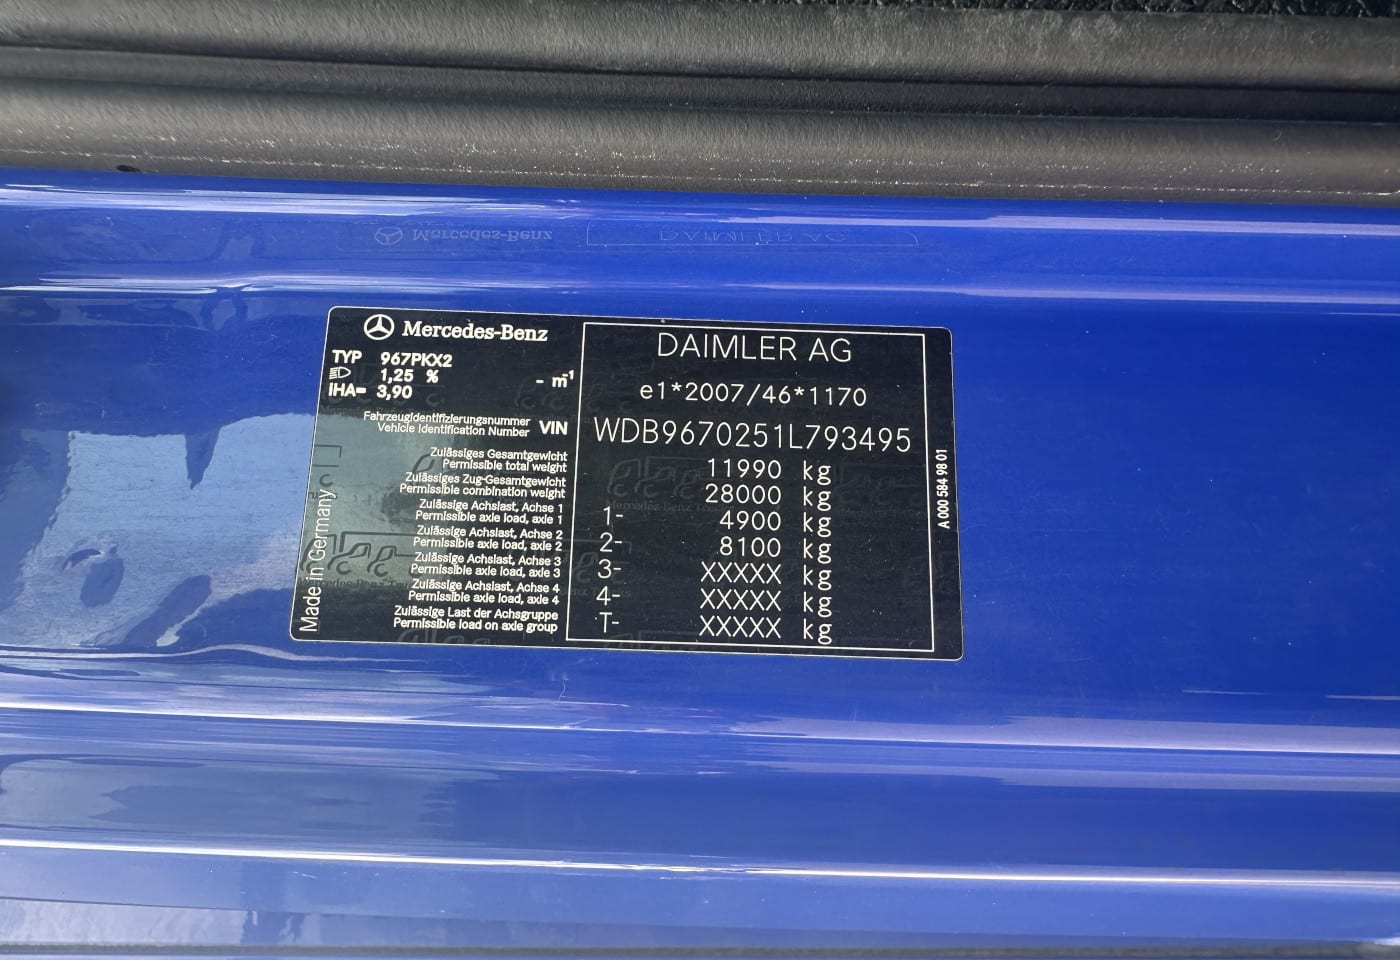 Mercedes-Benz
TYP 967PKX2
1,25 % - m⁻¹
IHA= 3,90
Fahrzeugidentifizierungsnummer
Vehicle Identification Number VIN
Zulässiges Gesamtgewicht
Permissible total weight
Zulässiges Zug-Gesamtgewicht
Permissible combination weight
Zulässige Achslast, Achse 1
Permissible axle load, axle 1
Zulässige Achslast, Achse 2
Permissible axle load, axle 2
Zulässige Achslast, Achse 3
Permissible axle load, axle 3
Zulässige Achslast, Achse 4
Permissible axle load, axle 4
Zulässige Last der Achsgruppe
Permissible load on axle group
Made in Germany
DAIMLER AG
e1*2007/46*1170
WDB9670251L793495
11990 kg
28000 kg
1- 4900 kg
2- 8100 kg
3- XXXXX kg
4- XXXXX kg
T- XXXXX kg
A 000 584 98 01